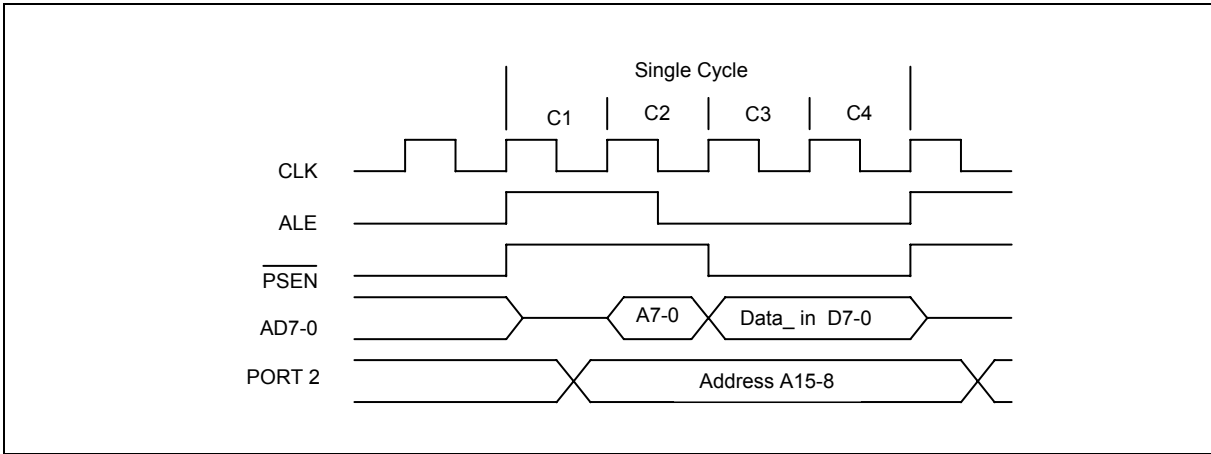 Single Cycle
C1 C2 C3 C4
CLK
ALE
PSEN
AD7-0 A7-0 Data_ in D7-0
PORT 2 Address A15-8